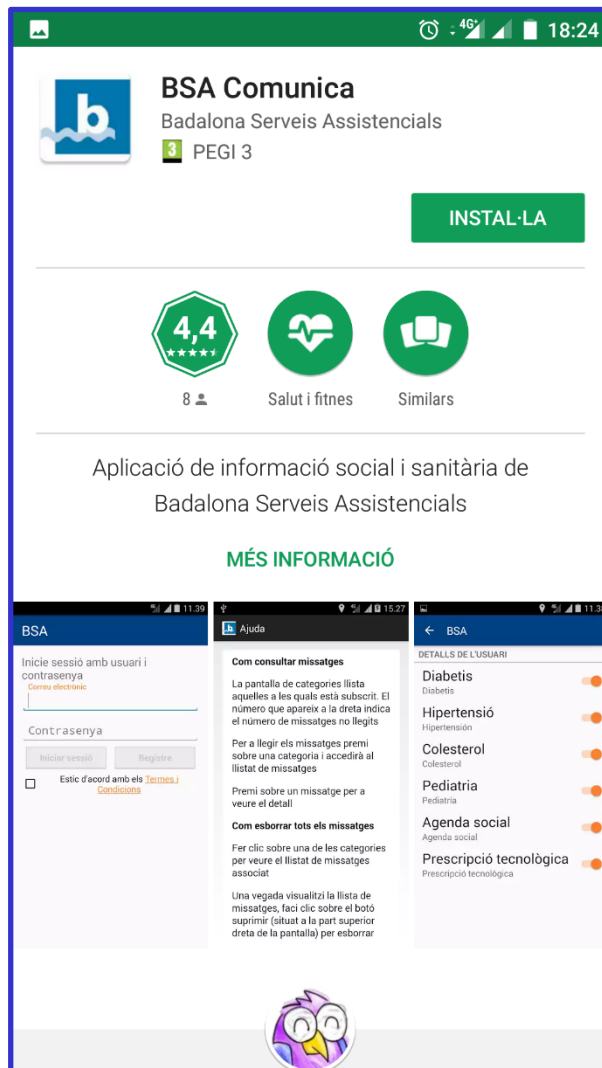 4G+ 18:24
b
BSA Comunica
Badalona Serveis Assistencials
3 PEGI 3
INSTAL·LA
4,4
8
Salut i fitnes
Similars
Aplicació de informació social i sanitària de
Badalona Serveis Assistencials
MÉS INFORMACIÓ
11.39
BSA
Inicie sessió amb usuari i
contrasenya
Correu electrònic
Contrasenya
Iniciar sessió
Registre
Estic d'acord amb els Termes i
Condicions
15.27
b Ajuda
Com consultar missatges
La pantalla de categories llista
aquelles a les quals està subscrit. El
número que apareix a la dreta indica
el número de missatges no llegits
Per a llegir els missatges premi
sobre una categoria i accedirà al
llistat de missatges
Premi sobre un missatge per a
veure el detall
Com esborrar tots els missatges
Fer clic sobre una de les categories
per veure el llistat de missatges
associat
Una vegada visualitzi la llista de
missatges, faci clic sobre el botó
suprimir (situat a la part superior
dreta de la pantalla) per esborrar
← BSA
DETALLS DE L'USUARI
Diabetis
Diabetis
Hipertensió
Hipertensión
Colesterol
Colesterol
Pediatria
Pediatria
Agenda social
Agenda social
Prescripció tecnològica
Prescripció tecnològica